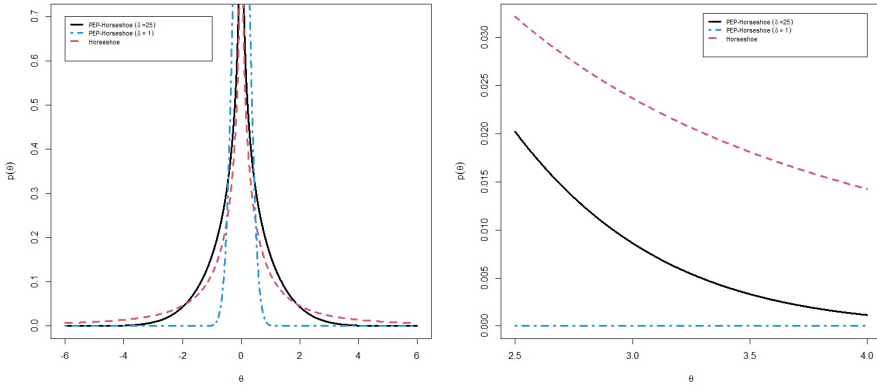 PEP-Horseshoe (δ =25)
PEP-Horseshoe (δ = 1)
Horseshoe
p(θ)
0.7
0.6
0.5
0.4
0.3
0.2
0.1
0.0
-6 -4 -2 0 2 4 6
θ
PEP-Horseshoe (δ =25)
PEP-Horseshoe (δ = 1)
Horseshoe
p(θ)
0.030
0.025
0.020
0.015
0.010
0.005
0.000
2.5 3.0 3.5 4.0
θ